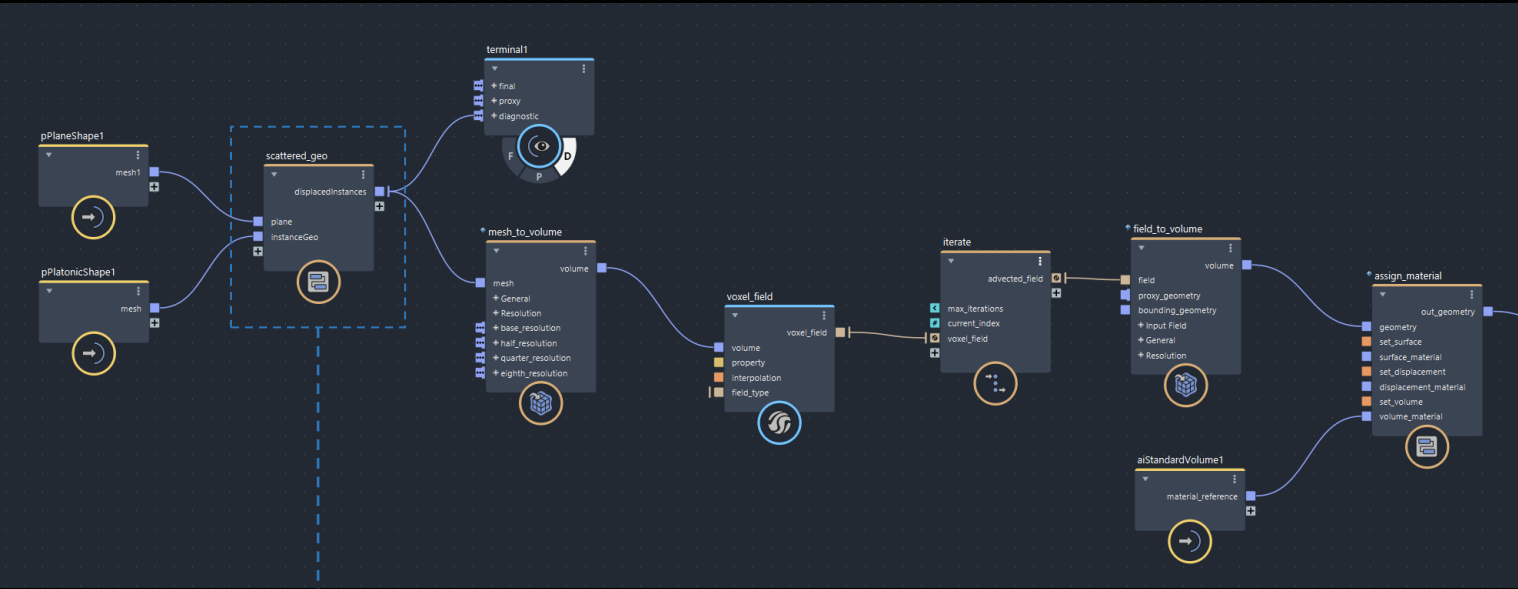 terminal1
final
proxy
diagnostic
F
D
P
pPlaneShape1
mesh1
scattered_geo
displacedInstances
plane
instanceGeo
pPlatonicShape1
mesh
mesh_to_volume
volume
mesh
General
Resolution
base_resolution
half_resolution
quarter_resolution
eighth_resolution
voxel_field
voxel_field
volume
property
interpolation
field_type
iterate
advected_field
max_iterations
current_index
voxel_field
field_to_volume
volume
field
proxy_geometry
bounding_geometry
Input Field
General
Resolution
assign_material
out_geometry
geometry
set_surface
surface_material
set_displacement
displacement_material
set_volume
volume_material
aiStandardVolume1
material_reference